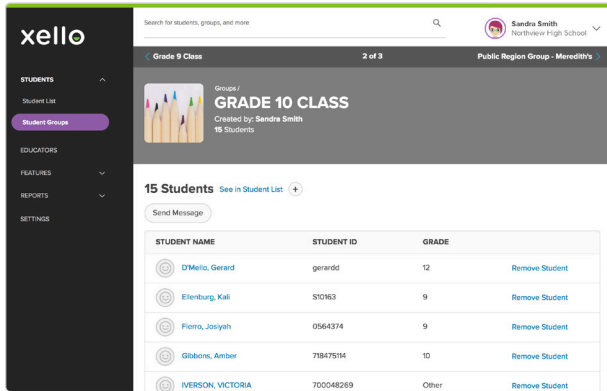 xello
Search for students, groups, and more
Sandra Smith
Northview High School
Grade 9 Class
2 of 3
Public Region Group - Meredith's
STUDENTS
Student List
Student Groups
EDUCATORS
FEATURES
REPORTS
SETTINGS
Groups /
GRADE 10 CLASS
Created by: Sandra Smith
15 Students
15 Students See in Student List +
Send Message
STUDENT NAME STUDENT ID GRADE
D'Mello, Gerard gerardd 12 Remove Student
Ellenburg, Kali S10163 9 Remove Student
Fierro, Josiyah 0564374 9 Remove Student
Gibbons, Amber 718475114 10 Remove Student
IVERSON, VICTORIA 700048269 Other Remove Student